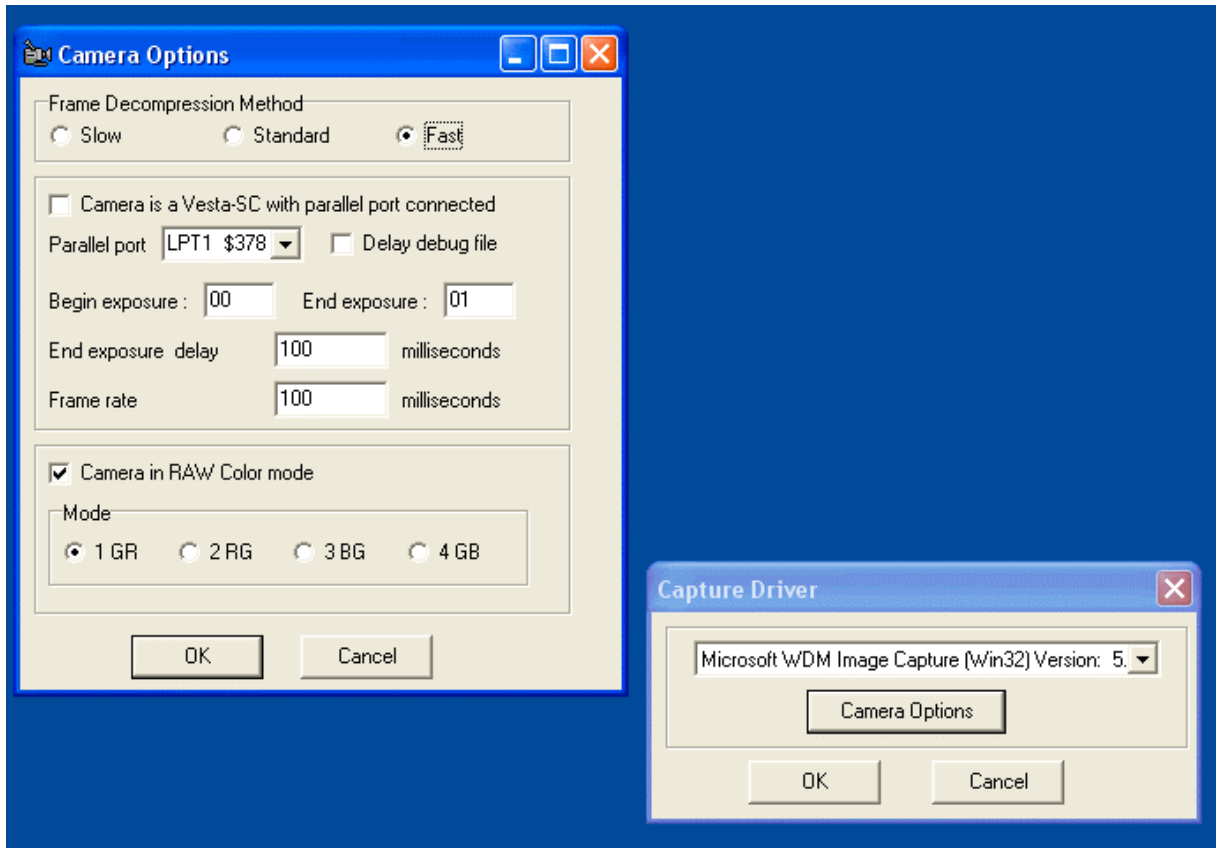 Camera Options
Frame Decompression Method
Slow Standard Fast
Camera is a Vesta-SC with parallel port connected
Parallel port LPT1 $378 Delay debug file
Begin exposure : 00 End exposure : 01
End exposure delay 100 milliseconds
Frame rate 100 milliseconds
Camera in RAW Color mode
Mode
1 GR 2 RG 3 BG 4 GB
OK Cancel
Capture Driver
Microsoft WDM Image Capture (Win32) Version: 5.
Camera Options
OK Cancel